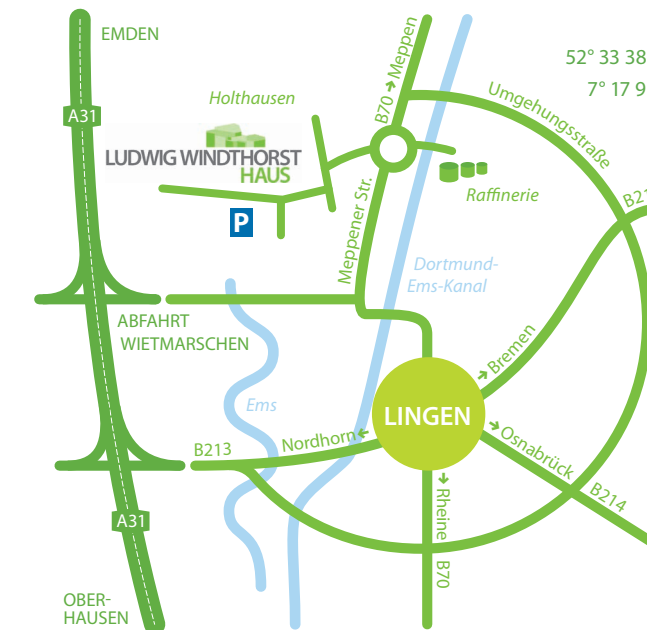 EMDEN
52° 33 38
7° 17 9
B70 → Meppen
Umgehungsstraße
Holthausen
A31
LUDWIG WINDTHORST
HAUS
Raffinerie
B21
P
Meppener Str.
Dortmund-
Ems-Kanal
ABFAHRT
WIETMARSCHEN
Bremen
Ems
LINGEN
B213
Nordhorn
Osnabrück
B214
Rheine
B70
A31
OBER-
HAUSEN